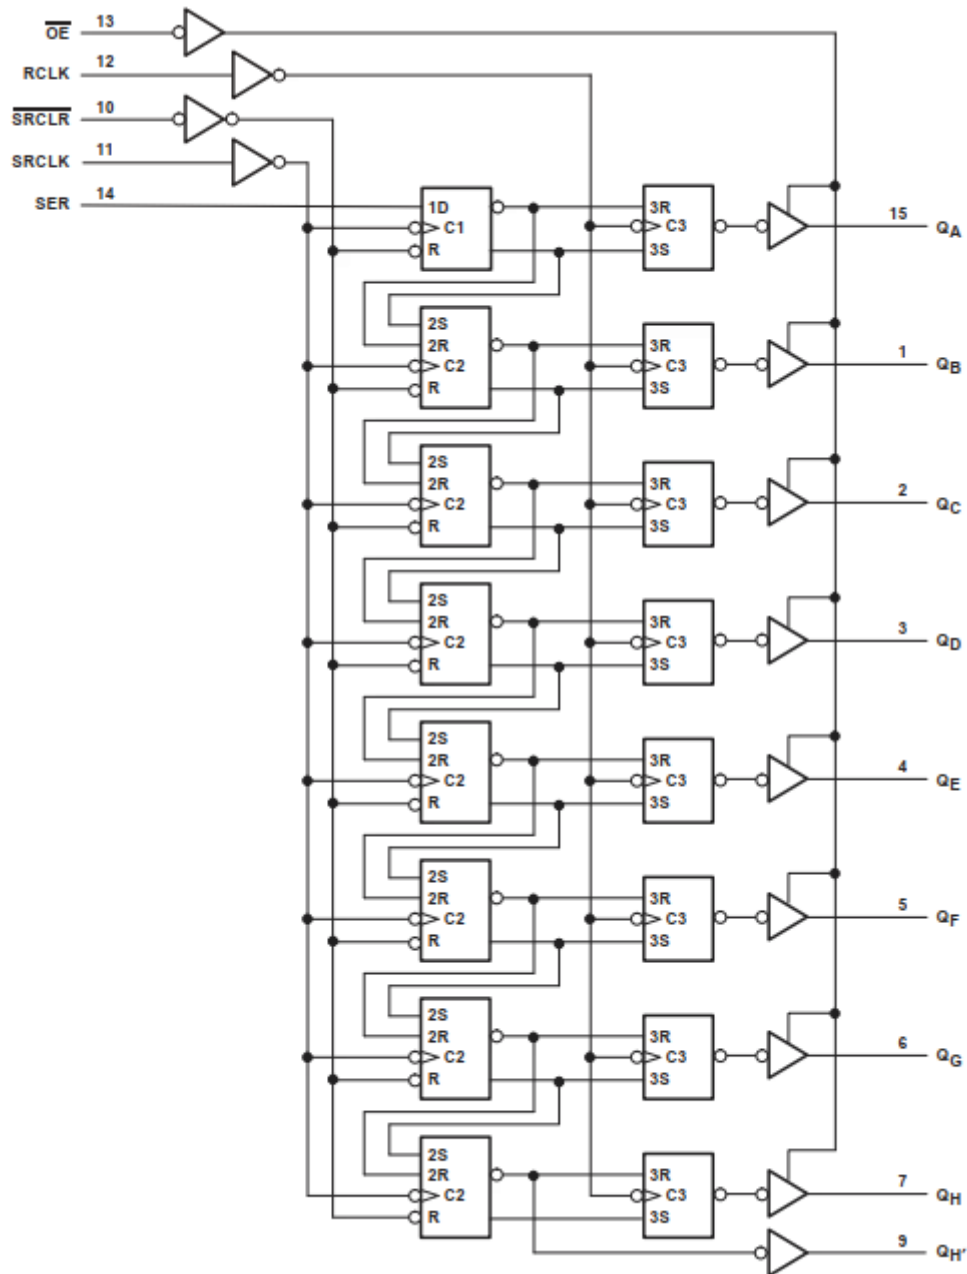 OE 13
RCLK 12
SRCLR 10
SRCLK 11
SER 14
1D
C1
R
3R
C3
3S
15 QA
2S
2R
C2
R
3R
C3
3S
1 QB
2S
2R
C2
R
3R
C3
3S
2 QC
2S
2R
C2
R
3R
C3
3S
3 QD
2S
2R
C2
R
3R
C3
3S
4 QE
2S
2R
C2
R
3R
C3
3S
5 QF
2S
2R
C2
R
3R
C3
3S
6 QG
2S
2R
C2
R
3R
C3
3S
7 QH
9 QH'